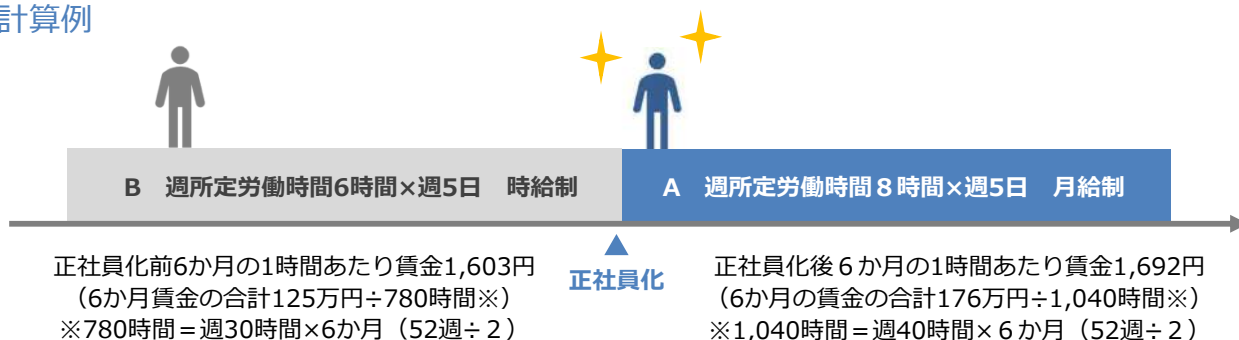 計算例
B 週所定労働時間6時間×週5日 時給制
A 週所定労働時間８時間×週5日 月給制
正社員化
正社員化前6か月の1時間あたり賃金1,603円
（6か月賃金の合計125万円÷780時間※）
※780時間＝週30時間×6か月（52週÷２）
正社員化後６か月の1時間あたり賃金1,692円
（6か月の賃金の合計176万円÷1,040時間※）
※1,040時間＝週40時間×６か月（52週÷２）